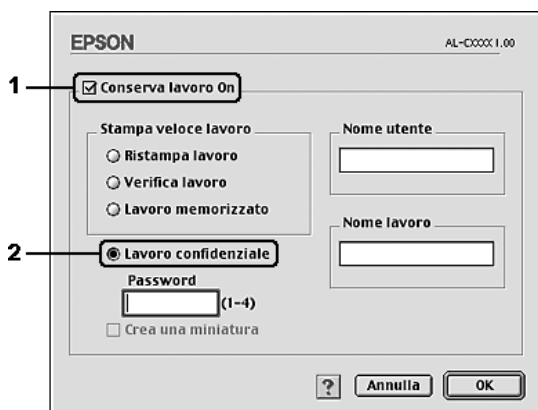 EPSON
AL-CXXXX 1.00
1
Conserva lavoro On
Stampa veloce lavoro
Ristampa lavoro
Verifica lavoro
Lavoro memorizzato
2
Lavoro confidenziale
Password
(1-4)
Crea una miniatura
Nome utente
Nome lavoro
?
Annulla
OK